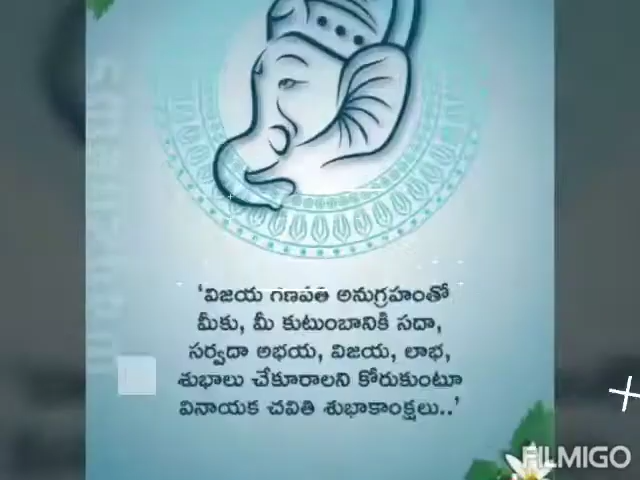 ‘విజయ గణపతి అనుగ్రహంతో
మీకు, మీ కుటుంబానికి సదా,
సర్వదా అభయ, విజయ, లాభ,
శుభాలు చేకూరాలని కోరుకుంటూ
వినాయక చవితి శుభాకాంక్షలు..’
FILMIGO